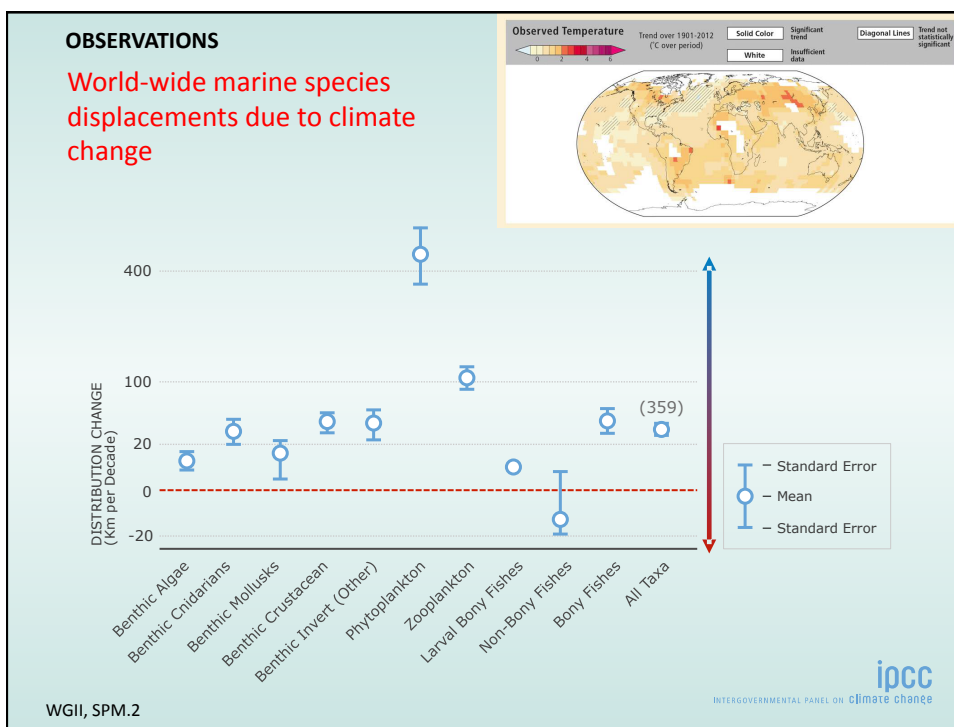 OBSERVATIONS
World-wide marine species
displacements due to climate
change
Observed Temperature
0 2 4 6
Trend over 1901-2012
(˚C over period)
Solid Color
Significant
trend
White
Insufficient
data
Diagonal Lines
Trend not
statistically
significant
DISTRIBUTION CHANGE
(Km per Decade)
400
100
20
0
-20
(359)
Benthic Algae
Benthic Cnidarians
Benthic Mollusks
Benthic Crustacean
Benthic Invert (Other)
Phytoplankton
Zooplankton
Larval Bony Fishes
Non-Bony Fishes
Bony Fishes
All Taxa
– Standard Error
– Mean
– Standard Error
ipcc
INTERGOVERNMENTAL PANEL ON climate change
WGII, SPM.2